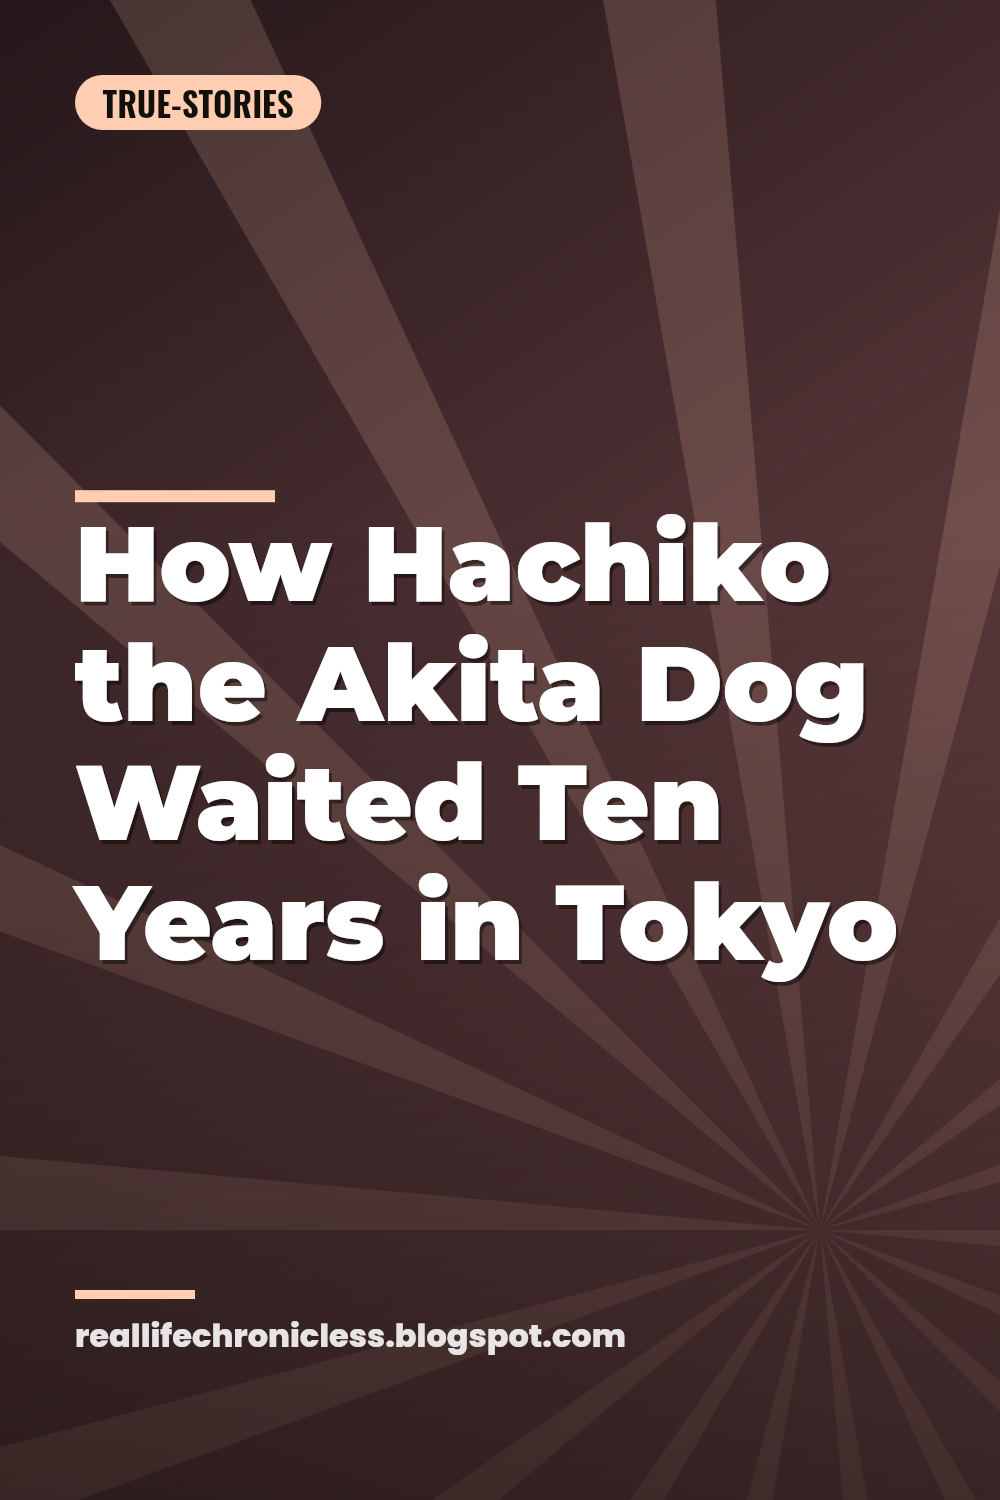 TRUE-STORIES
How Hachiko
the Akita Dog
Waited Ten
Years in Tokyo
reallifechronicless.blogspot.com